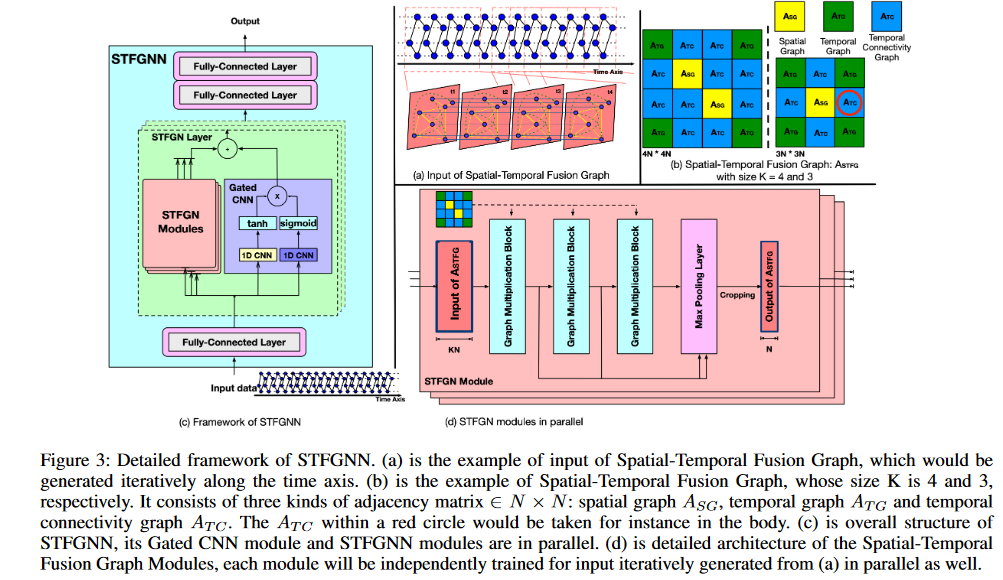 Output
STFGNN
Fully-Connected Layer
Fully-Connected Layer
STFGN Layer
+
STFGN
Modules
Gated
CNN
x
tanh
sigmoid
1D CNN
1D CNN
Fully-Connected Layer
Input data
Time Axis
(c) Framework of STFGNN
Time Axis
t1
t2
t3
t4
(a) Input of Spatial-Temporal Fusion Graph
ASG
ATG
ATC
Spatial
Graph
Temporal
Graph
Temporal
Connectivity
Graph
ATG ATC ATC ATG
ATC ASG ATC ATC
ATC ATC ASG ATC
ATG ATC ATC ATG
4N * 4N
ATG ATC ATG
ATC ASG ATC
ATG ATC ATG
3N * 3N
(b) Spatial-Temporal Fusion Graph: ASTFG
with size K = 4 and 3
Input of ASTFG
KN
Graph Multiplication Block
Graph Multiplication Block
Graph Multiplication Block
Max Pooling Layer
Cropping
Output of ASTFG
N
STFGN Module
(d) STFGN modules in parallel
Figure 3: Detailed framework of STFGNN. (a) is the example of input of Spatial-Temporal Fusion Graph, which would be
generated iteratively along the time axis. (b) is the example of Spatial-Temporal Fusion Graph, whose size K is 4 and 3,
respectively. It consists of three kinds of adjacency matrix ∈ N × N: spatial graph A_SG, temporal graph A_TG and temporal
connectivity graph A_TC. The A_TC within a red circle would be taken for instance in the body. (c) is overall structure of
STFGNN, its Gated CNN module and STFGNN modules are in parallel. (d) is detailed architecture of the Spatial-Temporal
Fusion Graph Modules, each module will be independently trained for input iteratively generated from (a) in parallel as well.